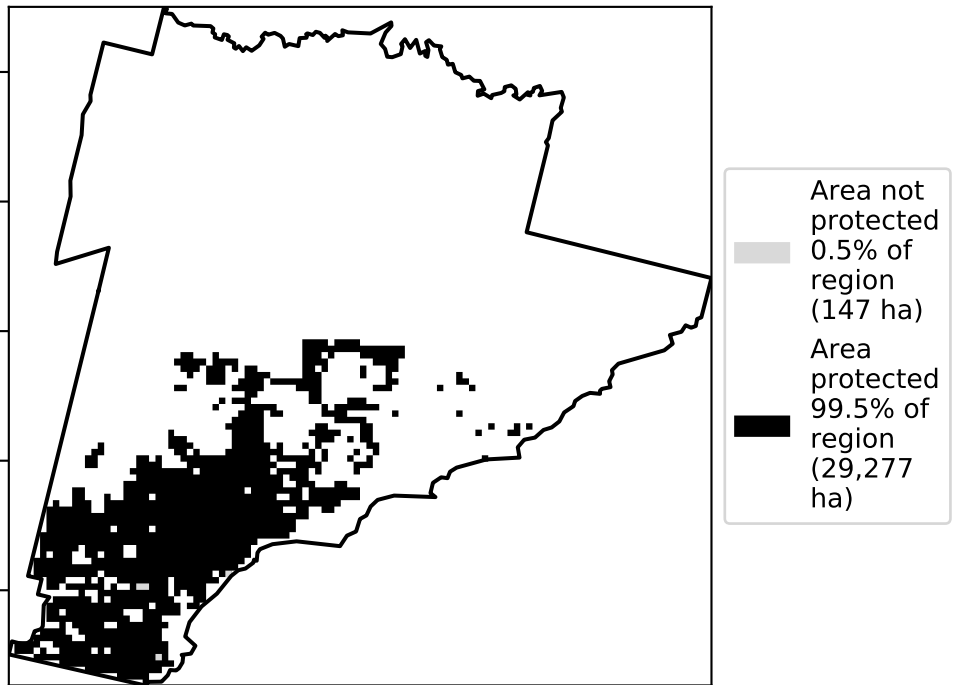 Area not
protected
0.5% of
region
(147 ha)
Area
protected
99.5% of
region
(29,277
ha)